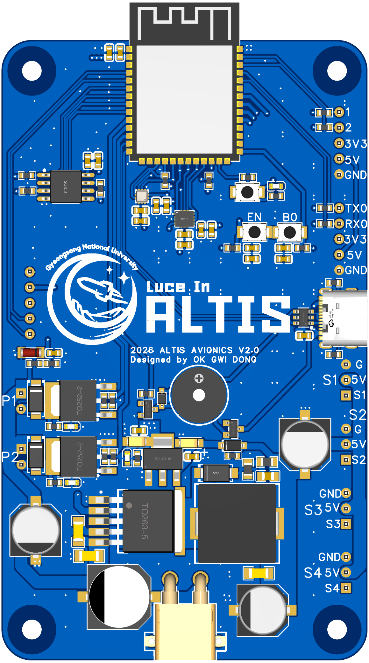 1
2
3V3
5V
GND
TX0
RX0
3V3
5V
GND
EN
BO
Gyeongsang National University
Luce.In
ALTIS
2026 ALTIS AVIONICS V2.0
Designed by OK GWI DONG
G
S1 5V
S1
S2
G
5V
S2
P1
P2
TO263-5
GND
S3 5V
S3
GND
S4 5V
S4